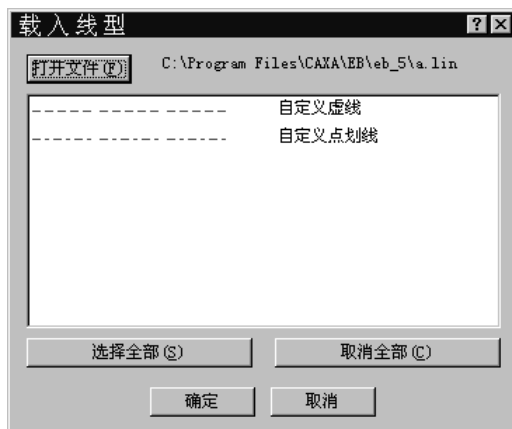 载入线型
打开文件(F) C:\Program Files\CAXA\EB\eb_5\a.lin
自定义虚线
自定义点划线
选择全部(S) 取消全部(C)
确定 取消